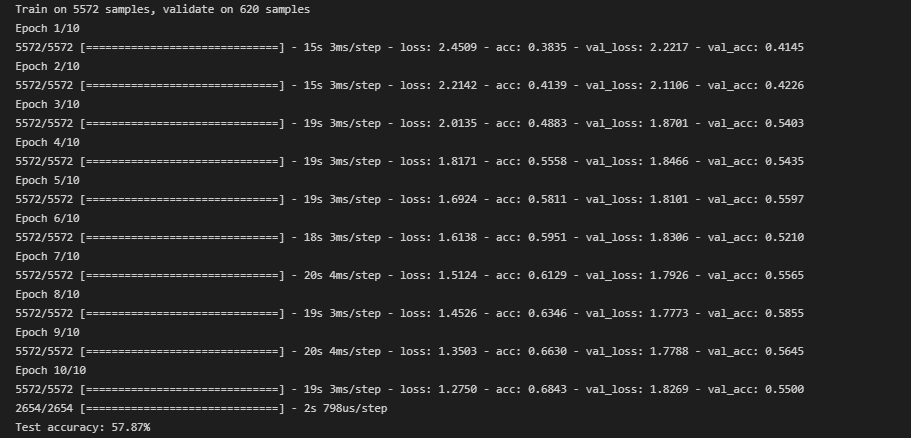 Train on 5572 samples, validate on 620 samples
Epoch 1/10
5572/5572 [==============================] - 15s 3ms/step - loss: 2.4509 - acc: 0.3835 - val_loss: 2.2217 - val_acc: 0.4145
Epoch 2/10
5572/5572 [==============================] - 15s 3ms/step - loss: 2.2142 - acc: 0.4139 - val_loss: 2.1106 - val_acc: 0.4226
Epoch 3/10
5572/5572 [==============================] - 19s 3ms/step - loss: 2.0135 - acc: 0.4883 - val_loss: 1.8701 - val_acc: 0.5403
Epoch 4/10
5572/5572 [==============================] - 19s 3ms/step - loss: 1.8171 - acc: 0.5558 - val_loss: 1.8466 - val_acc: 0.5435
Epoch 5/10
5572/5572 [==============================] - 19s 3ms/step - loss: 1.6924 - acc: 0.5811 - val_loss: 1.8101 - val_acc: 0.5597
Epoch 6/10
5572/5572 [==============================] - 18s 3ms/step - loss: 1.6138 - acc: 0.5951 - val_loss: 1.8306 - val_acc: 0.5210
Epoch 7/10
5572/5572 [==============================] - 20s 4ms/step - loss: 1.5124 - acc: 0.6129 - val_loss: 1.7926 - val_acc: 0.5565
Epoch 8/10
5572/5572 [==============================] - 19s 3ms/step - loss: 1.4526 - acc: 0.6346 - val_loss: 1.7773 - val_acc: 0.5855
Epoch 9/10
5572/5572 [==============================] - 20s 4ms/step - loss: 1.3503 - acc: 0.6630 - val_loss: 1.7788 - val_acc: 0.5645
Epoch 10/10
5572/5572 [==============================] - 19s 3ms/step - loss: 1.2750 - acc: 0.6843 - val_loss: 1.8269 - val_acc: 0.5500
2654/2654 [==============================] - 2s 798us/step
Test accuracy: 57.87%